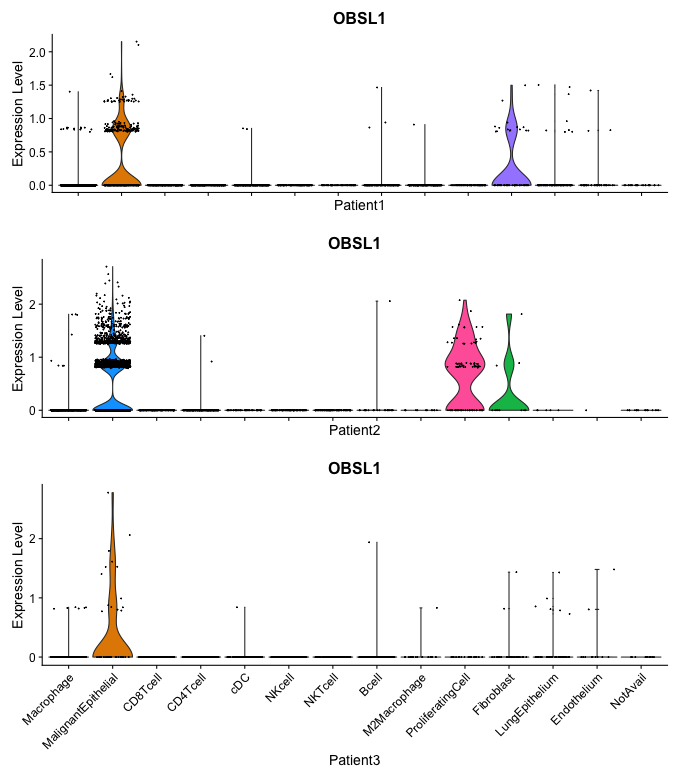 OBSL1
Expression Level
2.0
1.5
1.0
0.5
0.0
Patient1
OBSL1
Expression Level
2
1
0
Patient2
OBSL1
Expression Level
2
1
0
Macrophage
MalignantEpithelial
CD8Tcell
CD4Tcell
cDC
NKcell
NKTcell
Bcell
M2Macrophage
ProliferatingCell
Fibroblast
LungEpithelium
Endothelium
NotAvail
Patient3